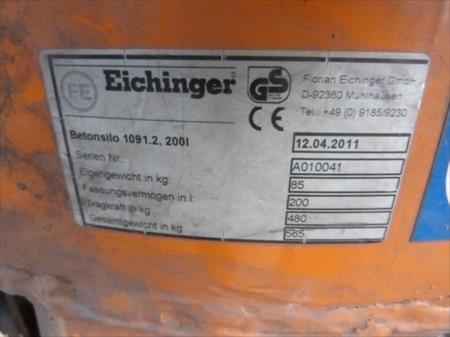 FE Eichinger GS
Florian Eichinger GmbH
D-92360 Mühlhausen
Tel. +49 (0) 9185/9230
CE
Betonsilo 1091.2, 200l 12.04.2011
Serien Nr.: A010041
Eigengewicht in kg: 85
Fassungsvermögen in l: 200
Tragkraft in kg: 480
Gesamtgewicht in kg: 565